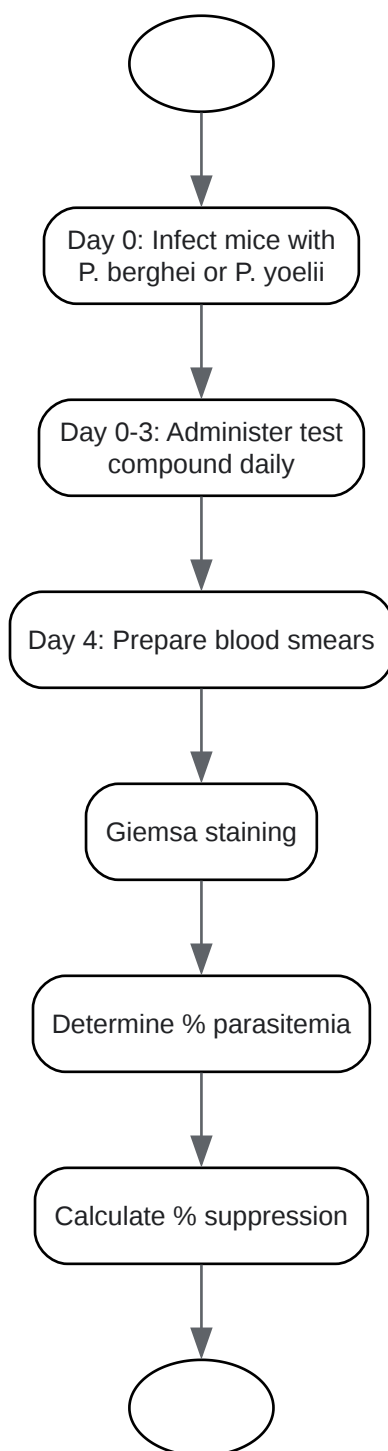 Day 0: Infect mice with
P. berghei or P. yoelii
Day 0-3: Administer test
compound daily
Day 4: Prepare blood smears
Giemsa staining
Determine % parasitemia
Calculate % suppression